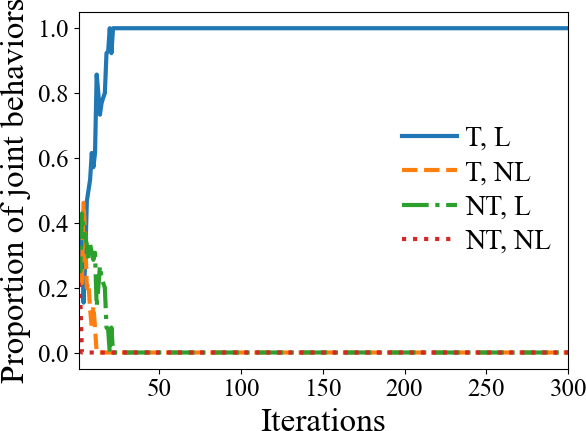 Proportion of joint behaviors
1.0
0.8
0.6
0.4
0.2
0.0
T, L
T, NL
NT, L
NT, NL
50 100 150 200 250 300
Iterations